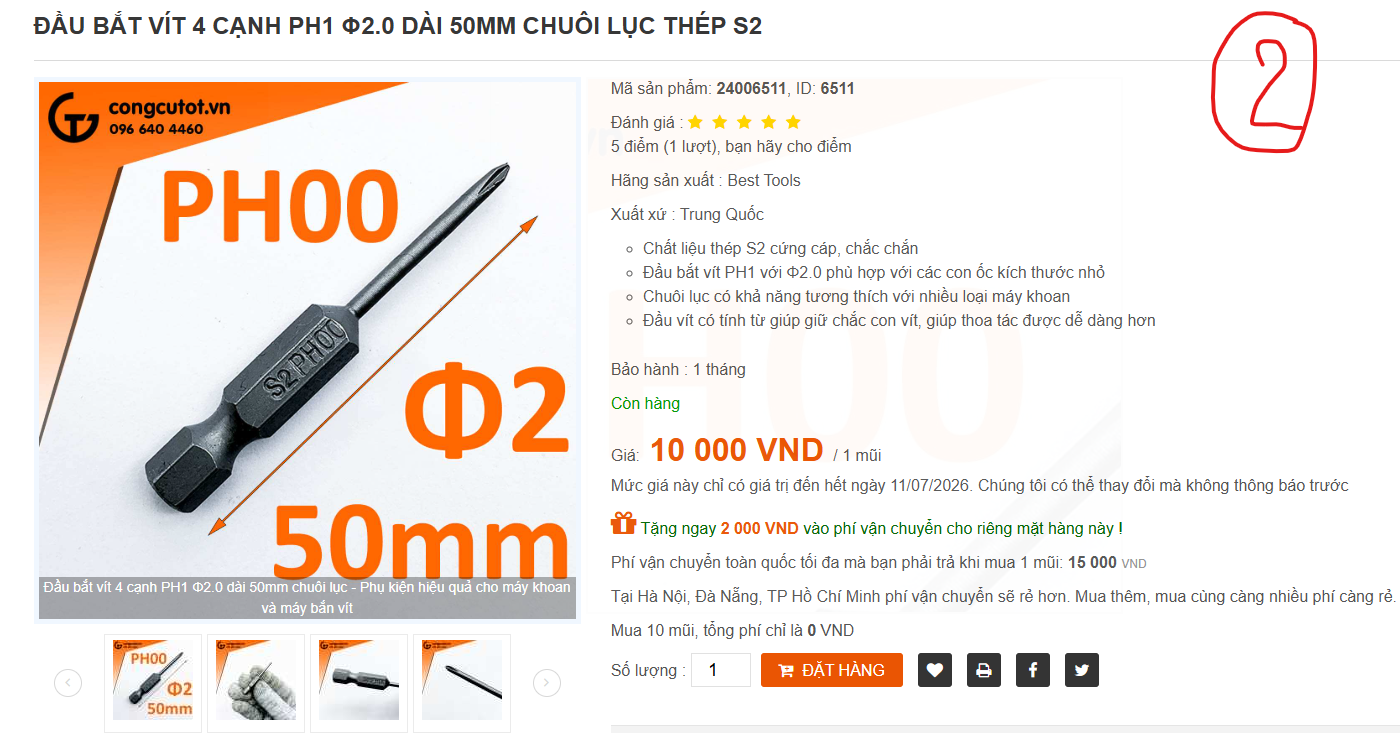 ĐẦU BẮT VÍT 4 CẠNH PH1 Φ2.0 DÀI 50MM CHUÔI LỤC THÉP S2
2
congcutot.vn
096 640 4460
PH00
S2 PH00
Φ2
50mm
Đầu bắt vít 4 cạnh PH1 Φ2.0 dài 50mm chuôi lục - Phụ kiện hiệu quả cho máy khoan
và máy bắn vít
PH00
Φ2
50mm
Mã sản phẩm: 24006511, ID: 6511
Đánh giá :
5 điểm (1 lượt), bạn hãy cho điểm
Hãng sản xuất : Best Tools
Xuất xứ : Trung Quốc
Chất liệu thép S2 cứng cáp, chắc chắn
Đầu bắt vít PH1 với Φ2.0 phù hợp với các con ốc kích thước nhỏ
Chuôi lục có khả năng tương thích với nhiều loại máy khoan
Đầu vít có tính từ giúp giữ chắc con vít, giúp thoa tác được dễ dàng hơn
Bảo hành : 1 tháng
Còn hàng
Giá: 10 000 VND / 1 mũi
Mức giá này chỉ có giá trị đến hết ngày 11/07/2026. Chúng tôi có thể thay đổi mà không thông báo trước
Tặng ngay 2 000 VND vào phí vận chuyển cho riêng mặt hàng này !
Phí vận chuyển toàn quốc tối đa mà bạn phải trả khi mua 1 mũi: 15 000 VND
Tại Hà Nội, Đà Nẵng, TP Hồ Chí Minh phí vận chuyển sẽ rẻ hơn. Mua thêm, mua cùng càng nhiều phí càng rẻ.
Mua 10 mũi, tổng phí chỉ là 0 VND
Số lượng : 1 ĐẶT HÀNG